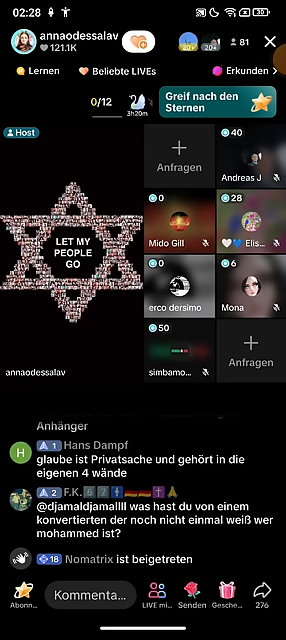 02:28
30
annaodessalav
121.1K
20+
20+
81
Lernen
Beliebte LIVEs
Erkunden
0/12
3h20m
Greif nach den
Sternen
Host
LET MY
PEOPLE
GO
annaodessalav
Anfragen
40
Andreas J
0
Mido Gill
28
Elis...
0
erco dersimo
6
Mona
50
simbamo...
Anfragen
Anhänger
H
1 Hans Dampf
glaube ist Privatsache und gehört in die
eigenen 4 wände
2 F.K.
@djamaldjamallll was hast du von einem
konvertierten der noch nicht einmal weiß wer
mohammed ist?
18 Nomatrix ist beigetreten
Abonn...
Kommenta...
LIVE mi...
Senden
Gesche...
276